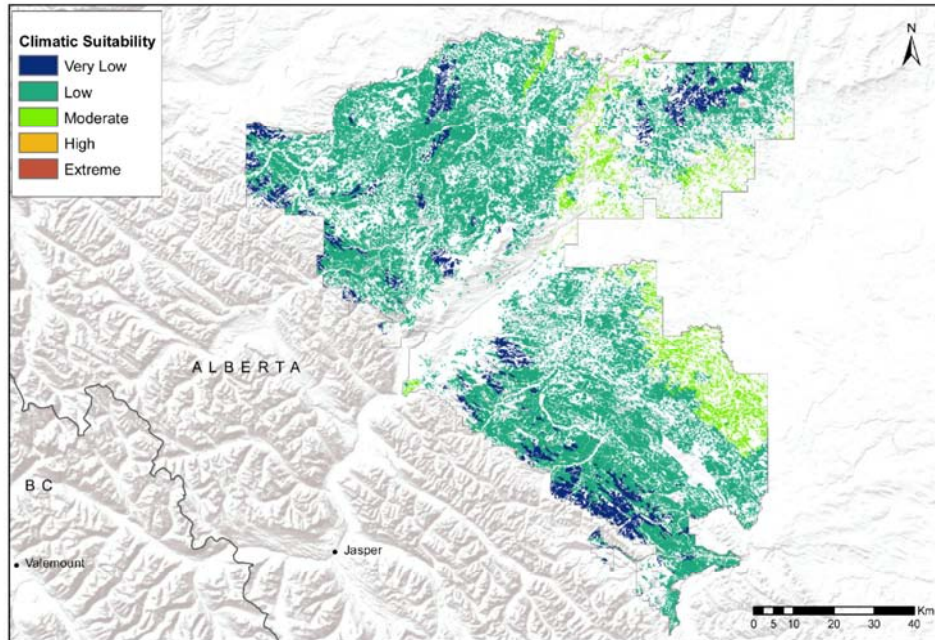 Climatic Suitability
Very Low
Low
Moderate
High
Extreme
N
ALBERTA
BC
Jasper
Valemount
0 5 10 20 30 40
Km